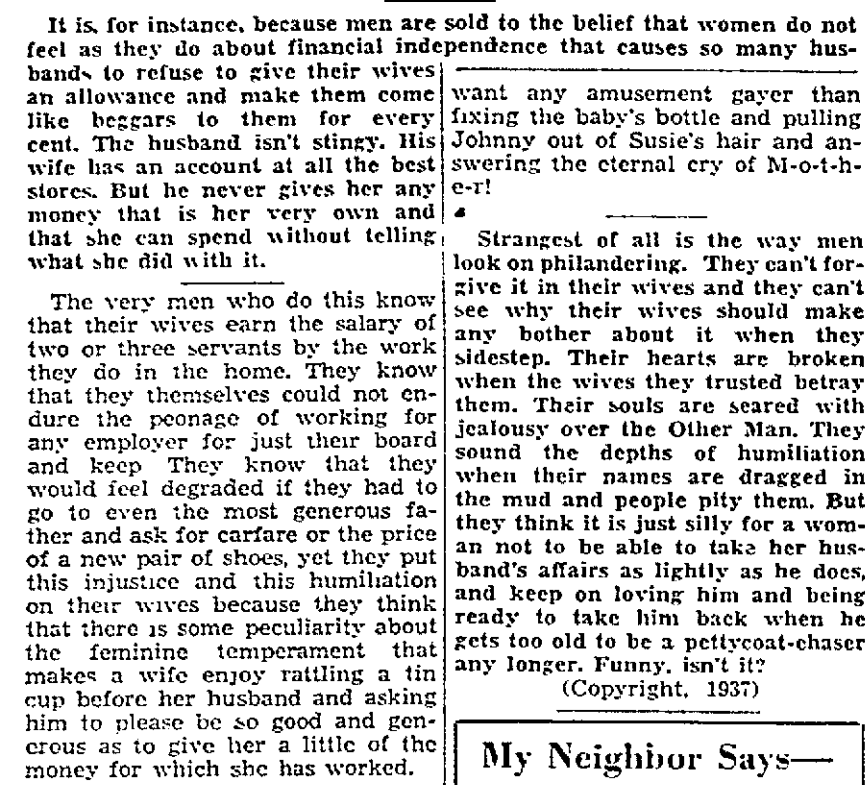 It is, for instance, because men are sold to the belief that women do not
feel as they do about financial independence that causes so many hus-
bands to refuse to give their wives
an allowance and make them come
like beggars to them for every
cent. The husband isn't stingy. His
wife has an account at all the best
stores. But he never gives her any
money that is her very own and
that she can spend without telling
what she did with it.
The very men who do this know
that their wives earn the salary of
two or three servants by the work
they do in the home. They know
that they themselves could not en-
dure the peonage of working for
any employer for just their board
and keep They know that they
would feel degraded if they had to
go to even the most generous fa-
ther and ask for carfare or the price
of a new pair of shoes, yet they put
this injustice and this humiliation
on their wives because they think
that there is some peculiarity about
the feminine temperament that
makes a wife enjoy rattling a tin
cup before her husband and asking
him to please be so good and gen-
erous as to give her a little of the
money for which she has worked.
want any amusement gayer than
fixing the baby's bottle and pulling
Johnny out of Susie's hair and an-
swering the eternal cry of M-o-t-h-
e-r!
Strangest of all is the way men
look on philandering. They can't for-
give it in their wives and they can't
see why their wives should make
any bother about it when they
sidestep. Their hearts are broken
when the wives they trusted betray
them. Their souls are seared with
jealousy over the Other Man. They
sound the depths of humiliation
when their names are dragged in
the mud and people pity them. But
they think it is just silly for a wom-
an not to be able to take her hus-
band's affairs as lightly as he does,
and keep on loving him and being
ready to take him back when he
gets too old to be a pettycoat-chaser
any longer. Funny, isn't it?
(Copyright, 1937)
My Neighbor Says—